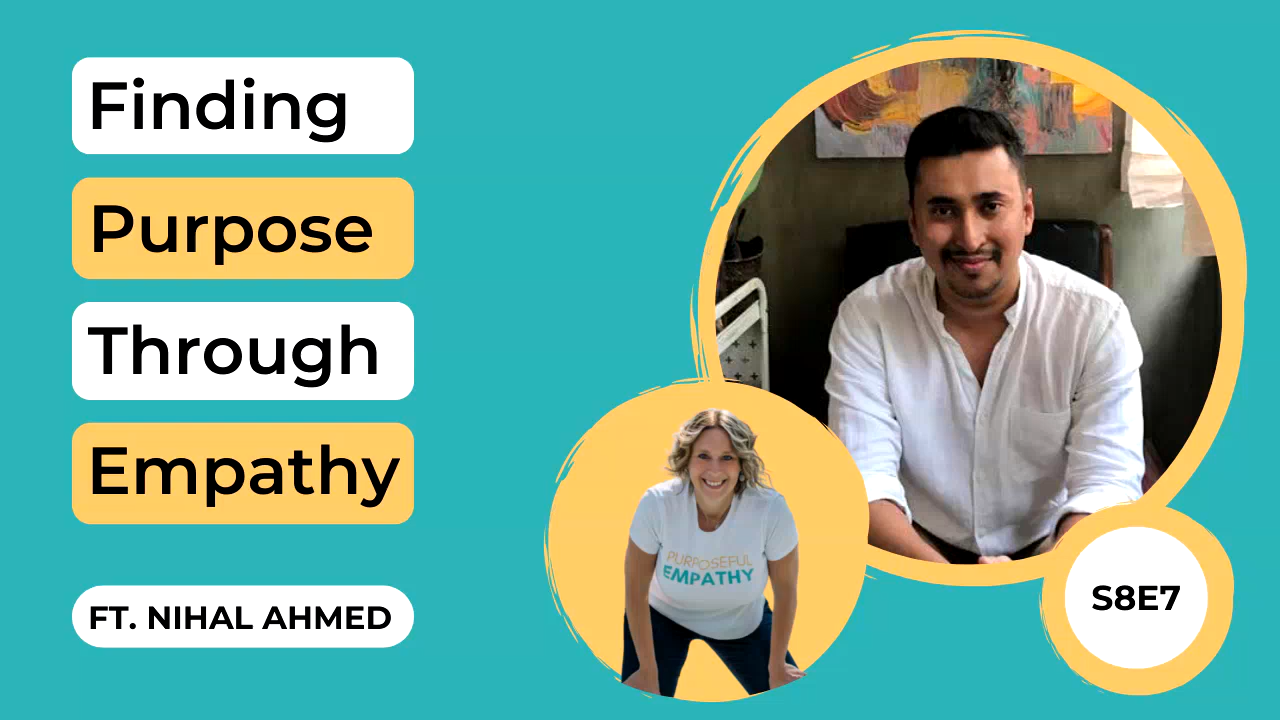 Finding
Purpose
Through
Empathy
FT. NIHAL AHMED
PURPOSEFUL
EMPATHY
S8E7